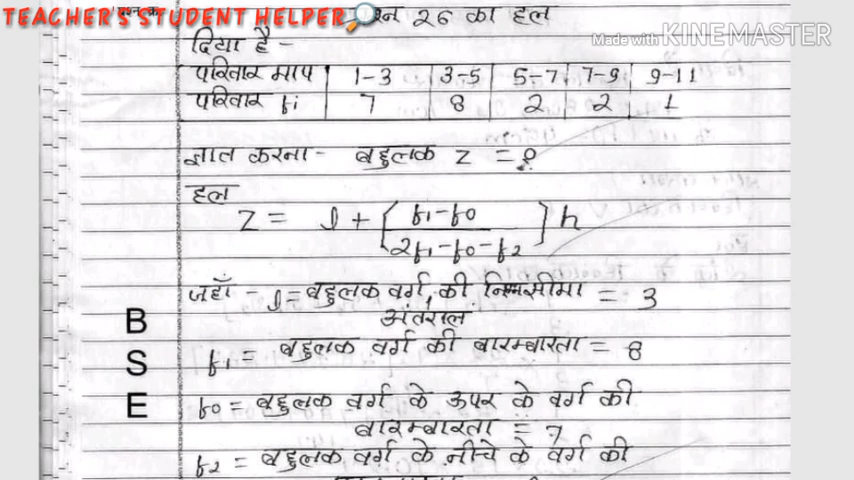 TEACHER'S STUDENT HELPER
प्रश्न 26 का हल
Made with KINEMASTER
दिया है -
परिवार माप 1-3 3-5 5-7 7-9 9-11
परिवार fi 7 8 2 2 1
ज्ञात करना - बहुलक Z = ?
हल
Z = l + [f1-f0 / 2f1-f0-f2] h
जहाँ - l = बहुलक वर्ग की निम्नसीमा = 3
अंतराल
f1 = बहुलक वर्ग की बारम्बारता = 8
f0 = बहुलक वर्ग के ऊपर के वर्ग की
बारम्बारता = 7
f2 = बहुलक वर्ग के नीचे के वर्ग की
B
S
E